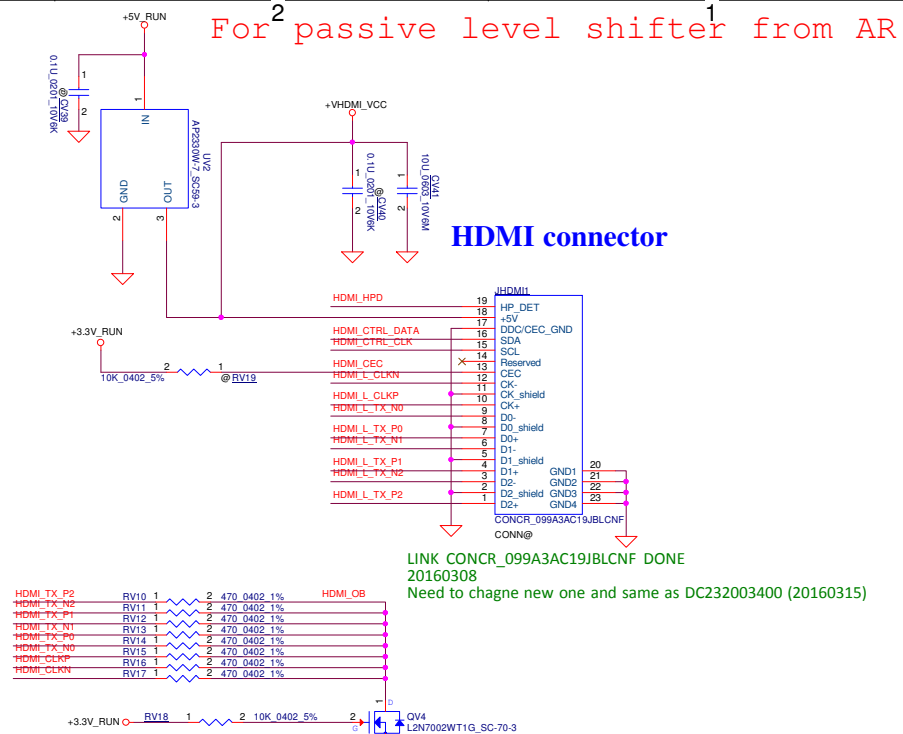 2
1
For passive level shifter from AR
+5V_RUN
1
2
0.1U_0201_10V6K
@CV39
1
IN
GND
OUT
2
3
UV2
AP2330W-7_SC59-3
+VHDMI_VCC
1
2
0.1U_0201_10V6K
@CV40
1
2
10U_0603_10V6M
CV41
HDMI connector
JHDMI1
HDMI_HPD 19 HP_DET
18 +5V
17 DDC/CEC_GND
HDMI_CTRL_DATA 16 SDA
HDMI_CTRL_CLK 15 SCL
14 Reserved
HDMI_CEC 13 CEC
HDMI_L_CLKN 12 CK-
11 CK_shield
HDMI_L_CLKP 10 CK+
HDMI_L_TX_N0 9 D0-
8 D0_shield
HDMI_L_TX_P0 7 D0+
HDMI_L_TX_N1 6 D1-
5 D1_shield
HDMI_L_TX_P1 4 D1+ GND1 20
HDMI_L_TX_N2 3 D2- GND2 21
2 D2_shield GND3 22
HDMI_L_TX_P2 1 D2+ GND4 23
+3.3V_RUN
2 1
10K_0402_5% @RV19
CONCR_099A3AC19JBLCNF
CONN@
LINK CONCR_099A3AC19JBLCNF DONE
20160308
Need to chagne new one and same as DC232003400 (20160315)
HDMI_TX_P2 RV10 1 2 470_0402_1% HDMI_OB
HDMI_TX_N2 RV11 1 2 470_0402_1%
HDMI_TX_P1 RV12 1 2 470_0402_1%
HDMI_TX_N1 RV13 1 2 470_0402_1%
HDMI_TX_P0 RV14 1 2 470_0402_1%
HDMI_TX_N0 RV15 1 2 470_0402_1%
HDMI_CLKP RV16 1 2 470_0402_1%
HDMI_CLKN RV17 1 2 470_0402_1%
1 D
+3.3V_RUN RV18 1 2 10K_0402_5% 2 G QV4
L2N7002WT1G_SC-70-3